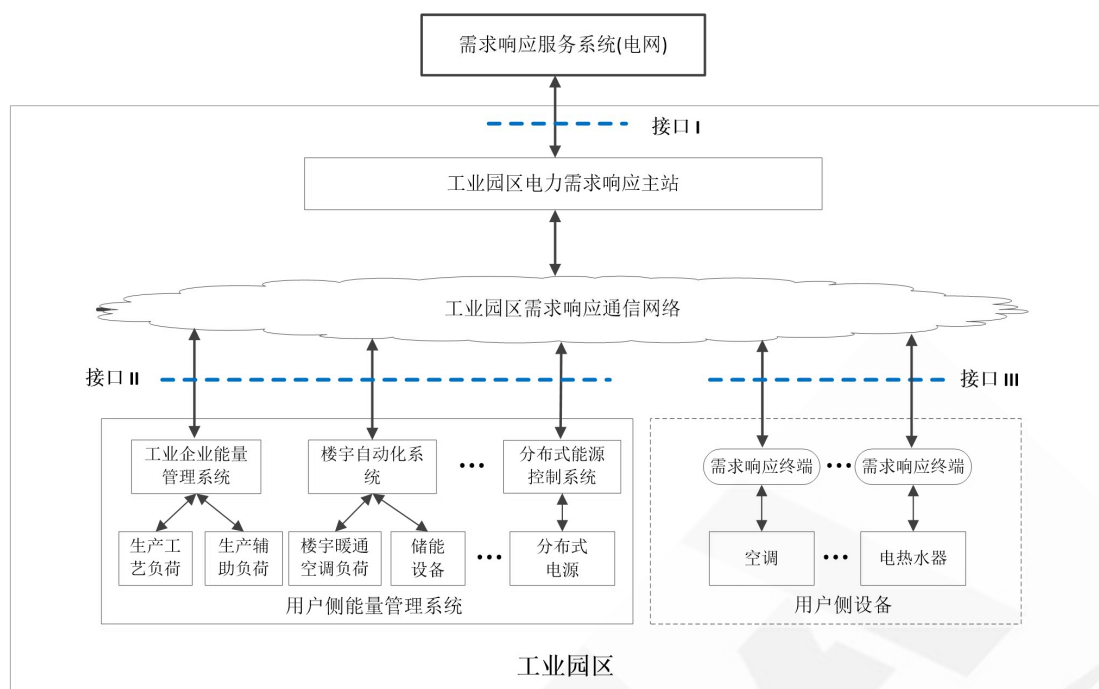 需求响应服务系统(电网)
接口 I
工业园区电力需求响应主站
工业园区需求响应通信网络
接口 II
接口 III
工业企业能量
管理系统
楼宇自动化系
统
•••
分布式能源
控制系统
需求响应终端
•••
需求响应终端
生产工
艺负荷
生产辅
助负荷
楼宇暖通
空调负荷
储能
设备
•••
分布式
电源
空调
•••
电热水器
用户侧能量管理系统
用户侧设备
工业园区